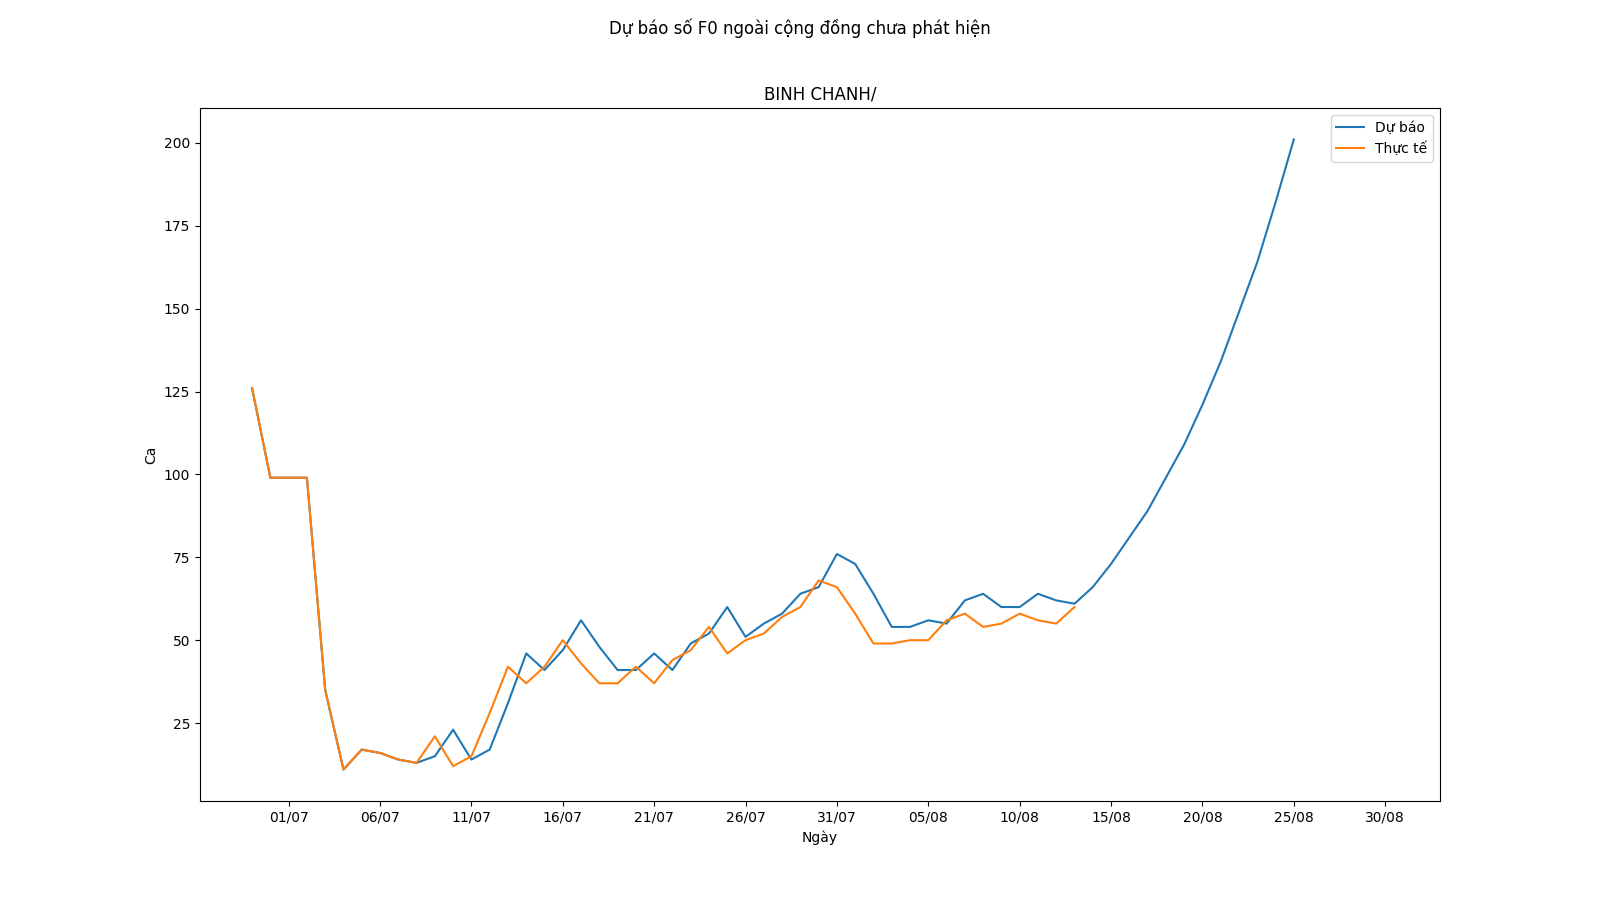 Dự báo số F0 ngoài cộng đồng chưa phát hiện
BINH CHANH/
Dự báo
Thực tế
200
175
150
125
100
75
50
25
Ca
01/07 06/07 11/07 16/07 21/07 26/07 31/07 05/08 10/08 15/08 20/08 25/08 30/08
Ngày